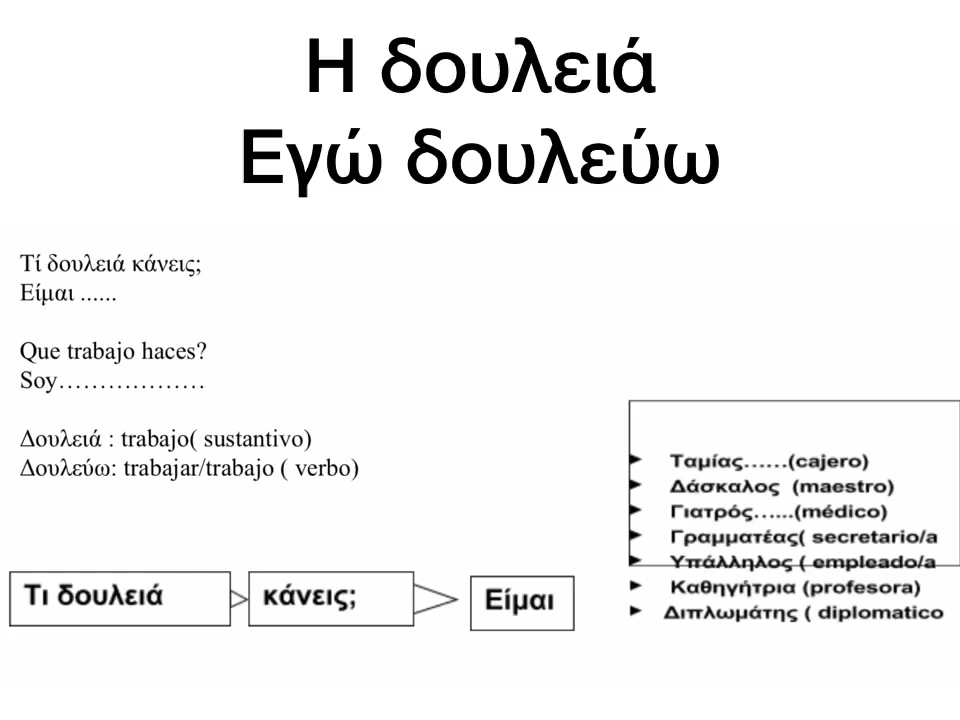 Η δουλειά
Εγώ δουλεύω
Τί δουλειά κάνεις;
Είμαι ......
Que trabajo haces?
Soy………………
Δουλειά : trabajo( sustantivo)
Δουλεύω: trabajar/trabajo ( verbo)
Τι δουλειά κάνεις; Είμαι
Ταμίας……(cajero)
Δάσκαλος (maestro)
Γιατρός…...(médico)
Γραμματέας( secretario/a
Υπάλληλος ( empleado/a
Καθηγήτρια (profesora)
Διπλωμάτης ( diplomatico